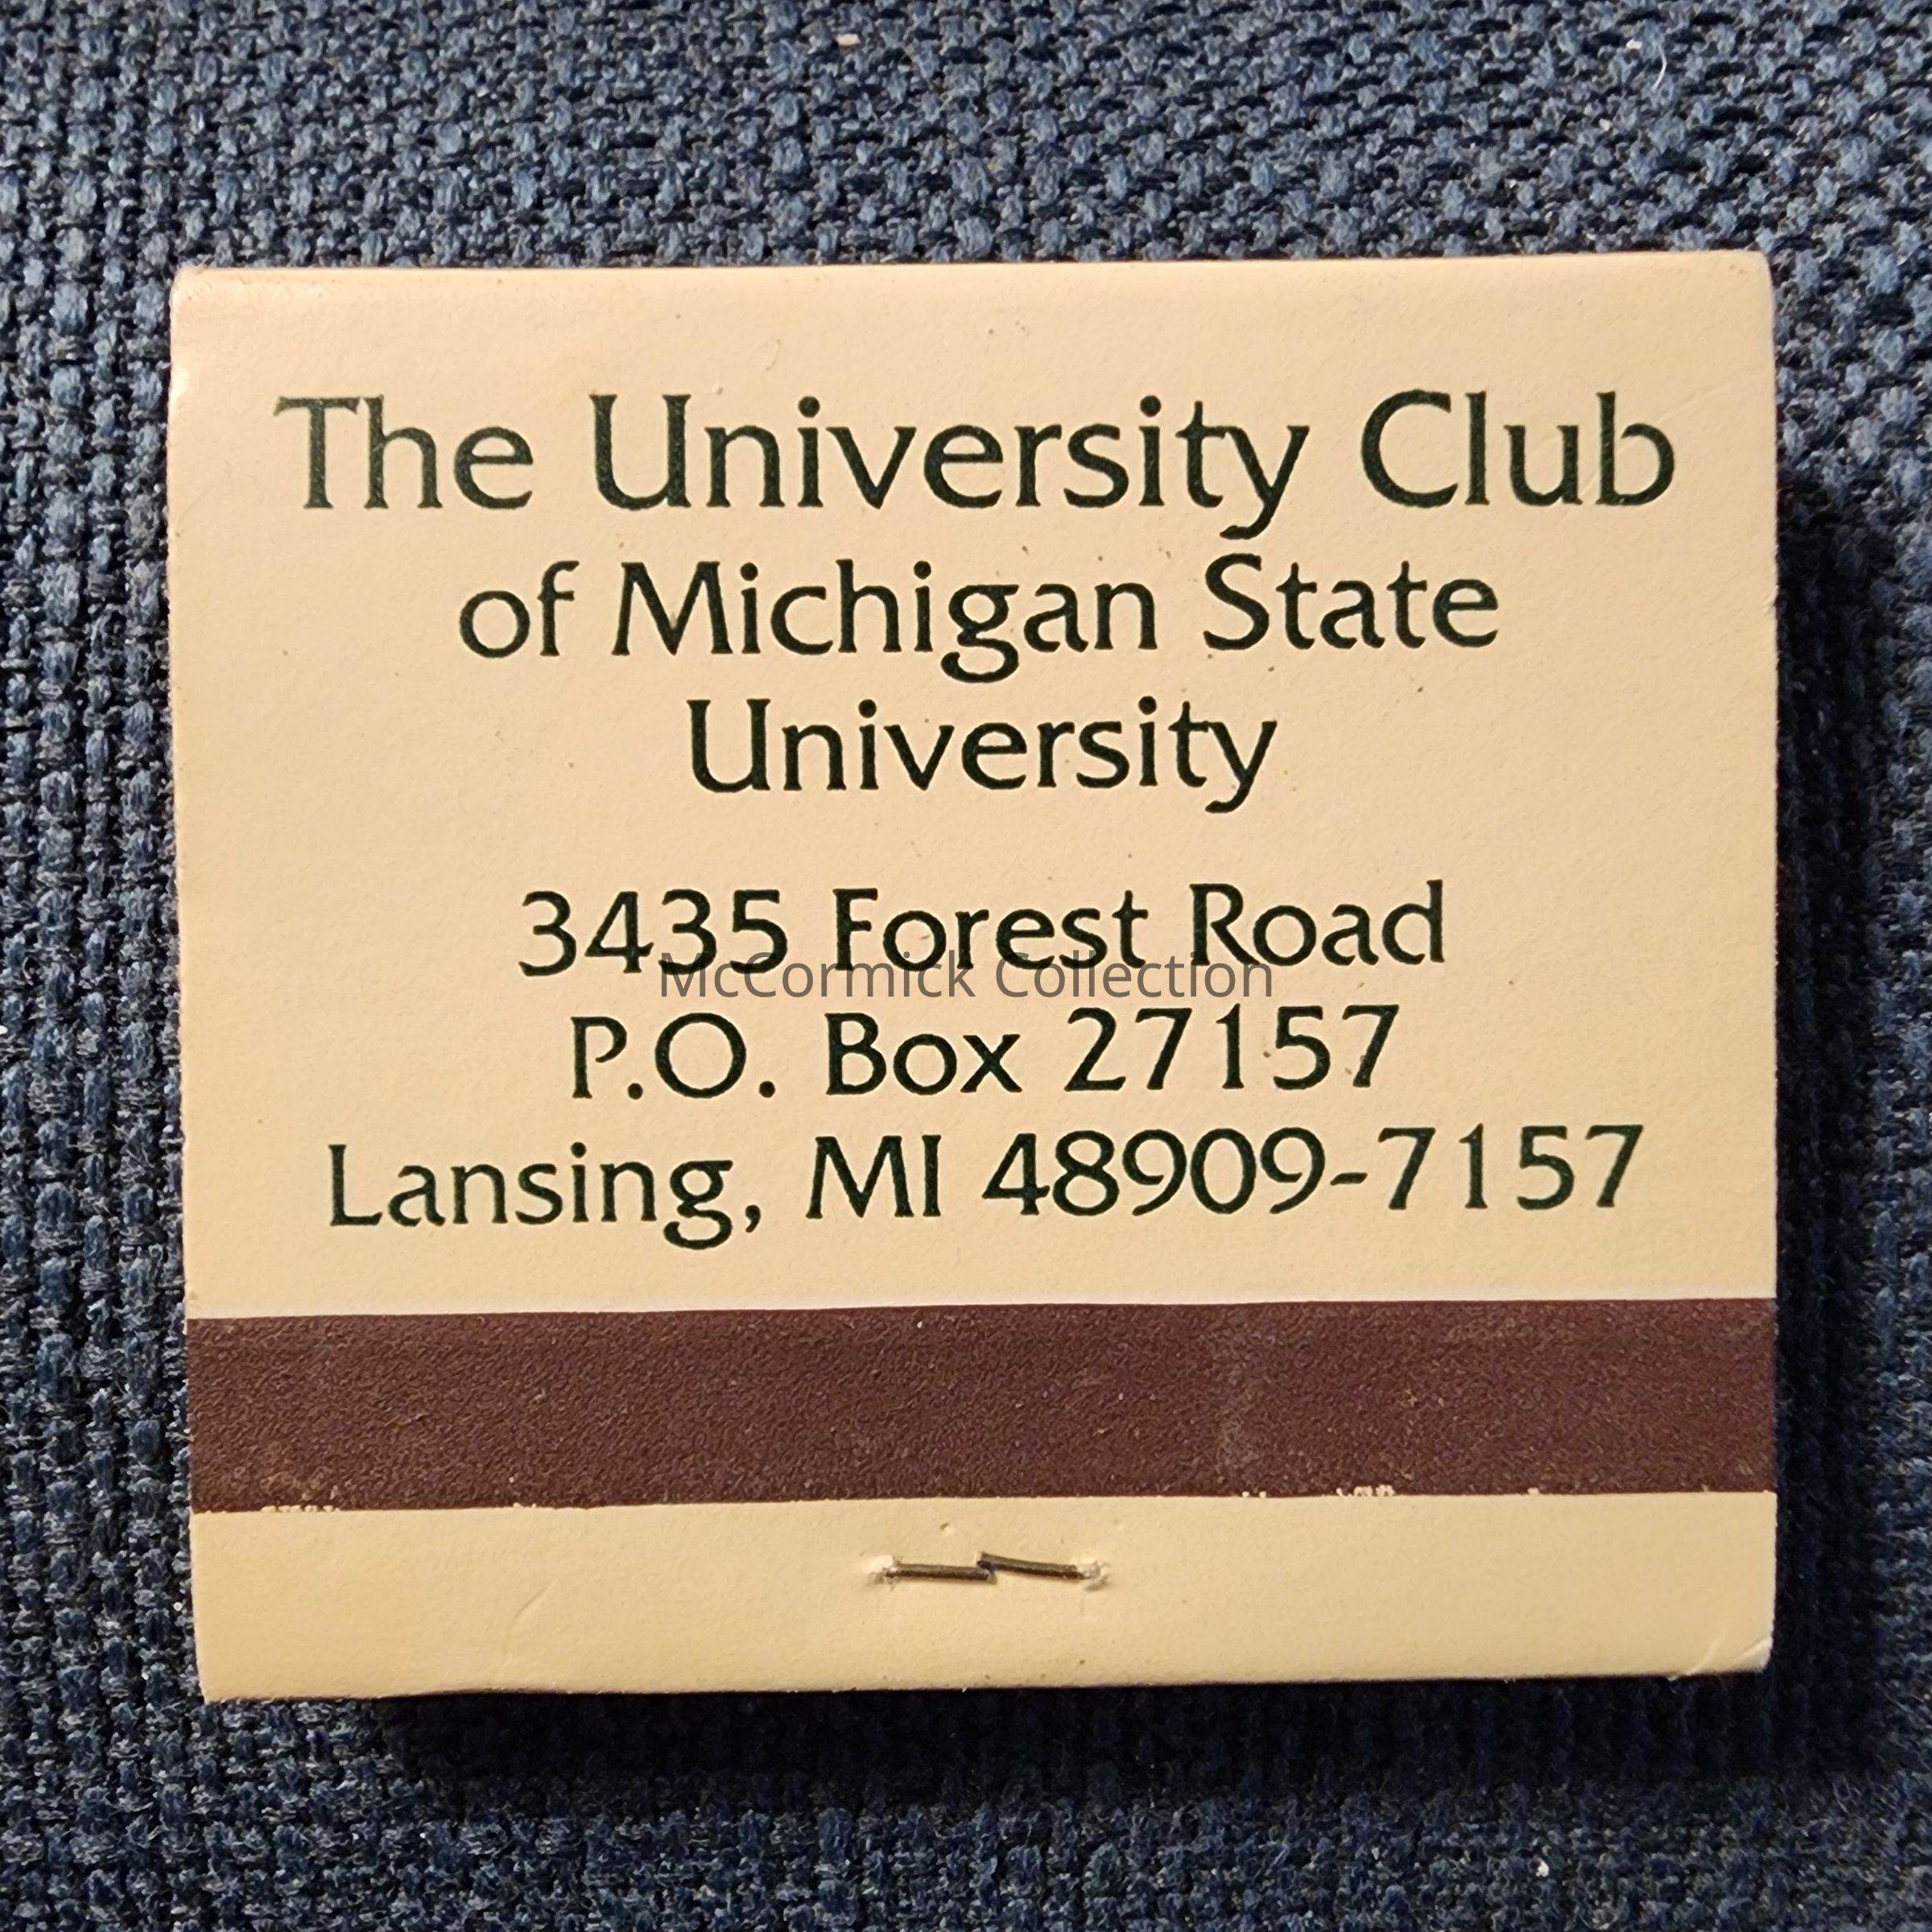 The University Club
of Michigan State
University
3435 Forest Road
McCormick Collection
P.O. Box 27157
Lansing, MI 48909-7157